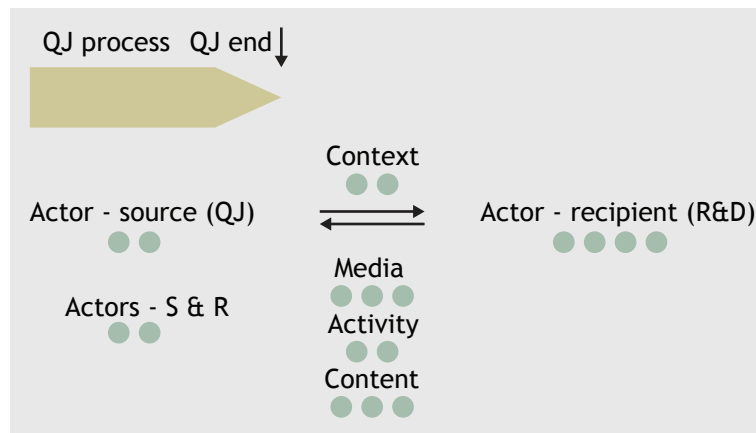 QJ process QJ end
Context
Actor - source (QJ)
Actor - recipient (R&D)
Media
Actors - S & R
Activity
Content